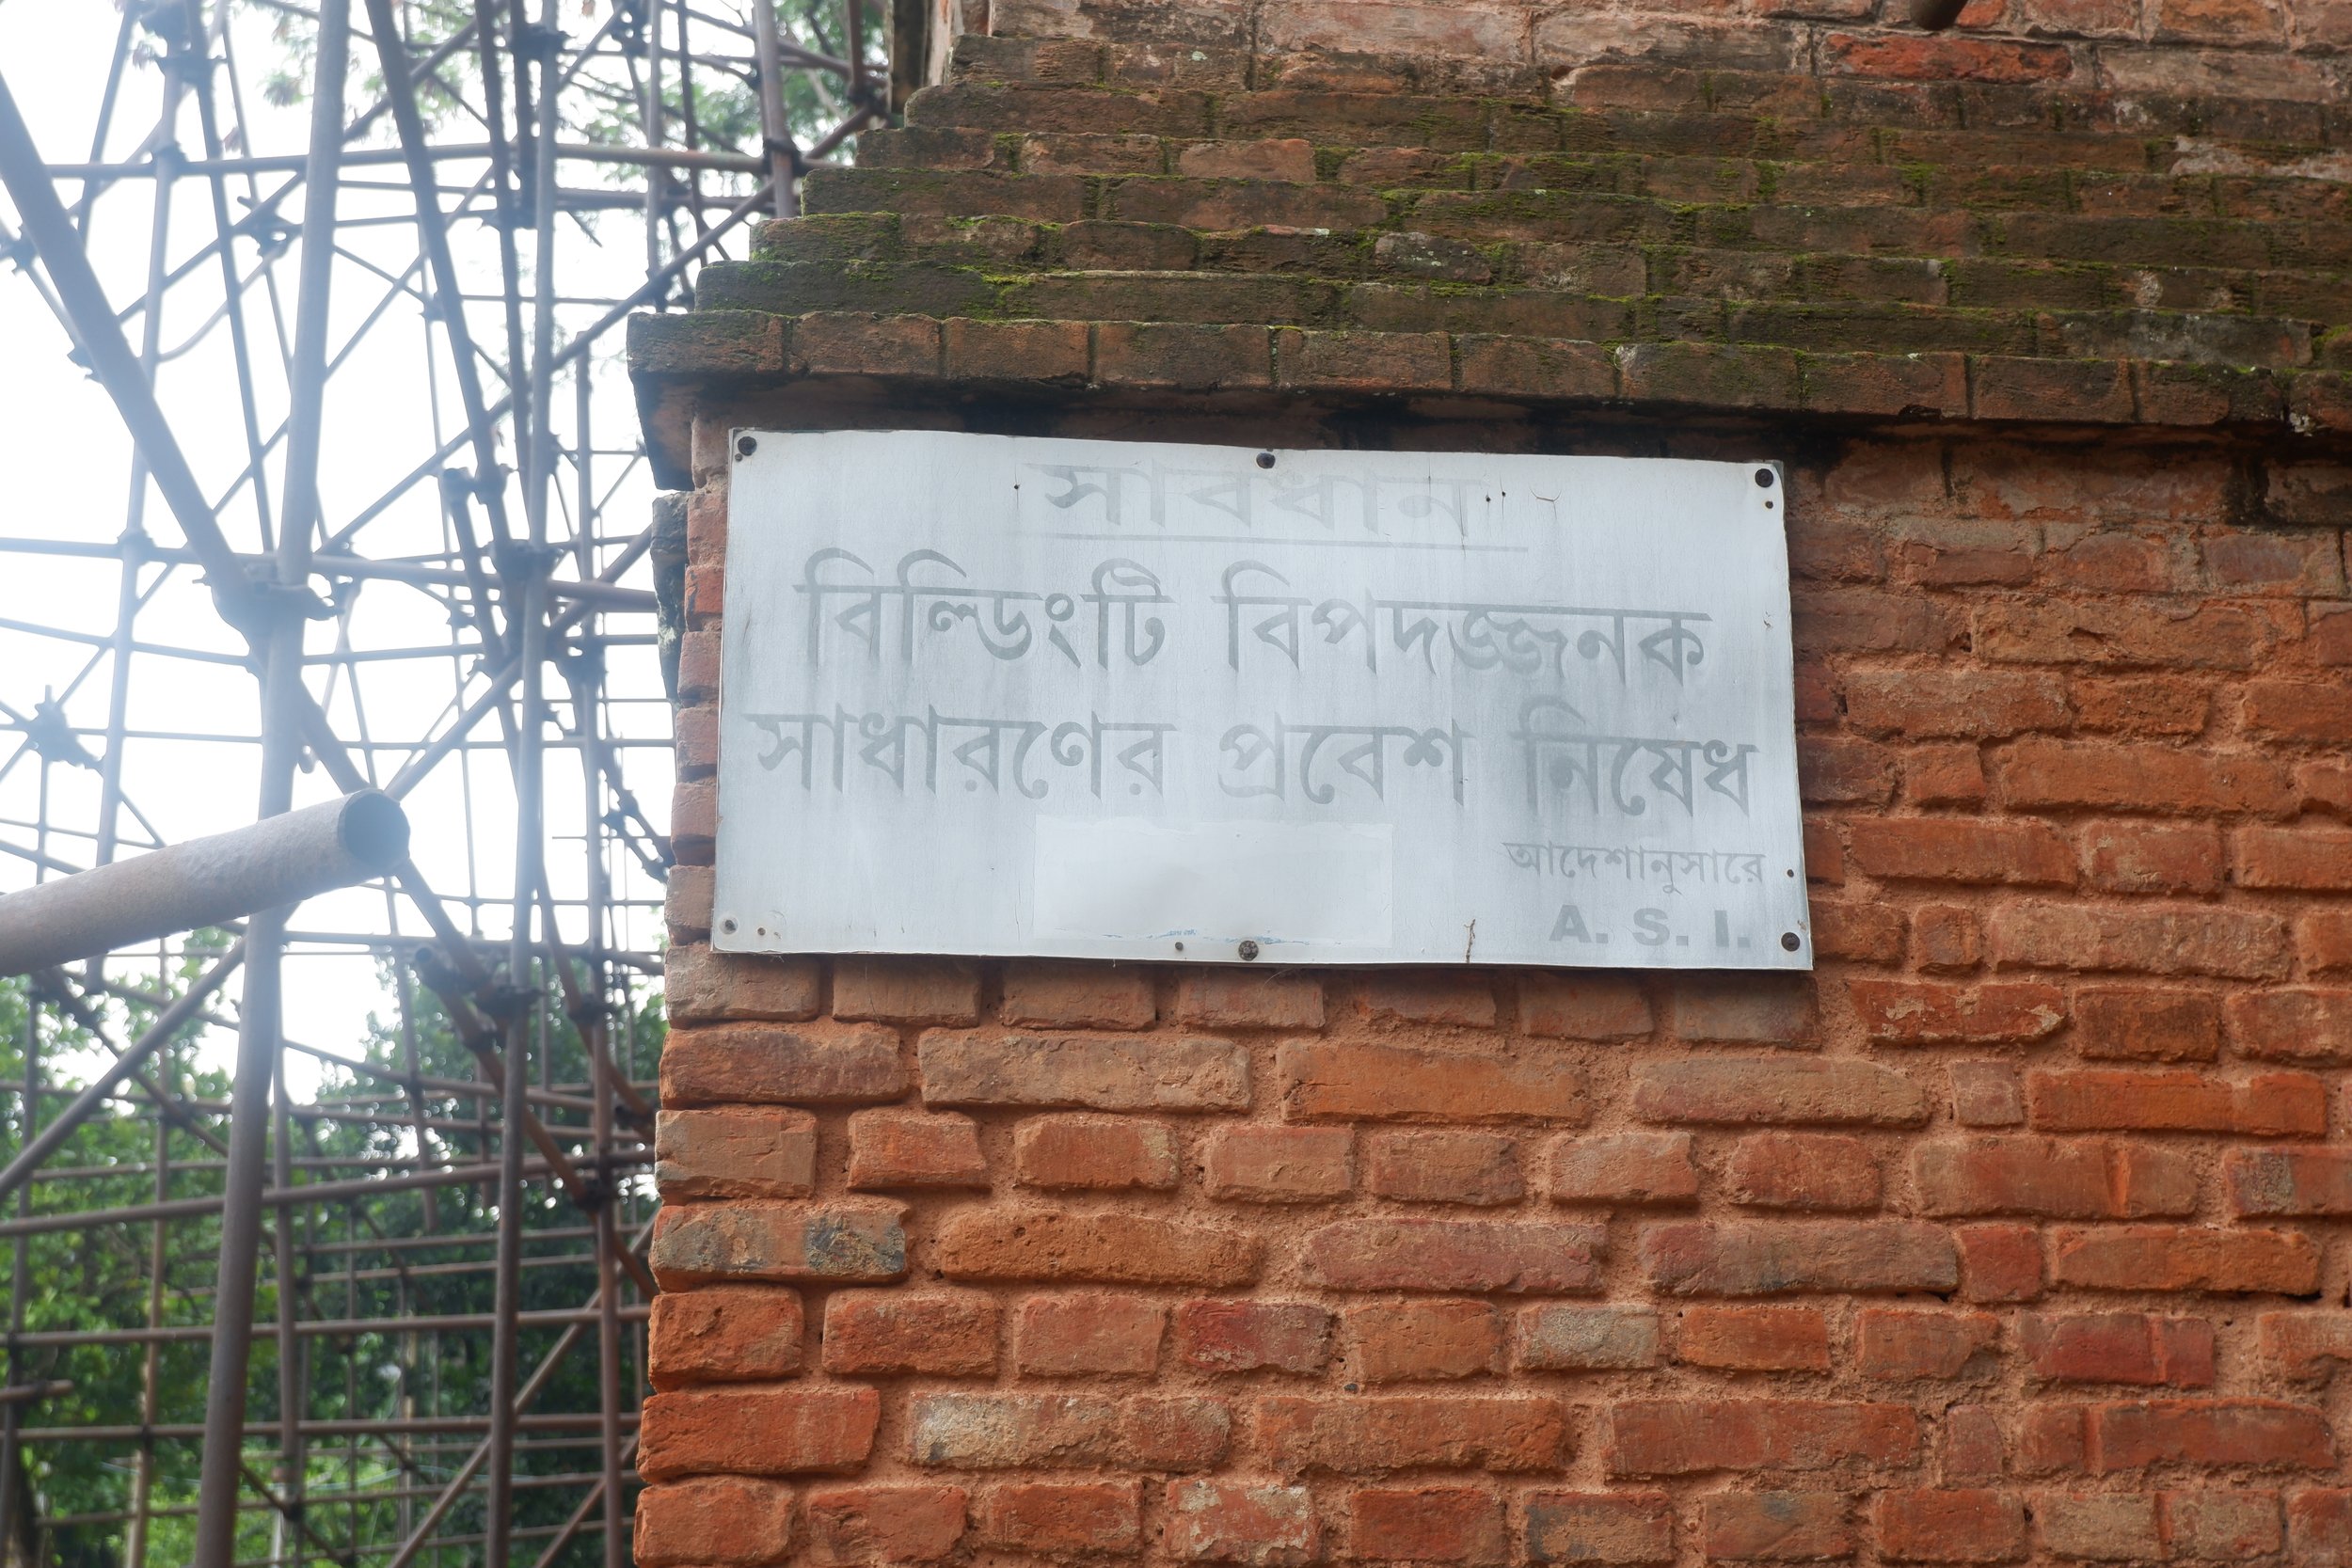 সাবধান
বিল্ডিংটি বিপদজ্জনক
সাধারণের প্রবেশ নিষেধ
আদেশানুসারে
A. S. I.